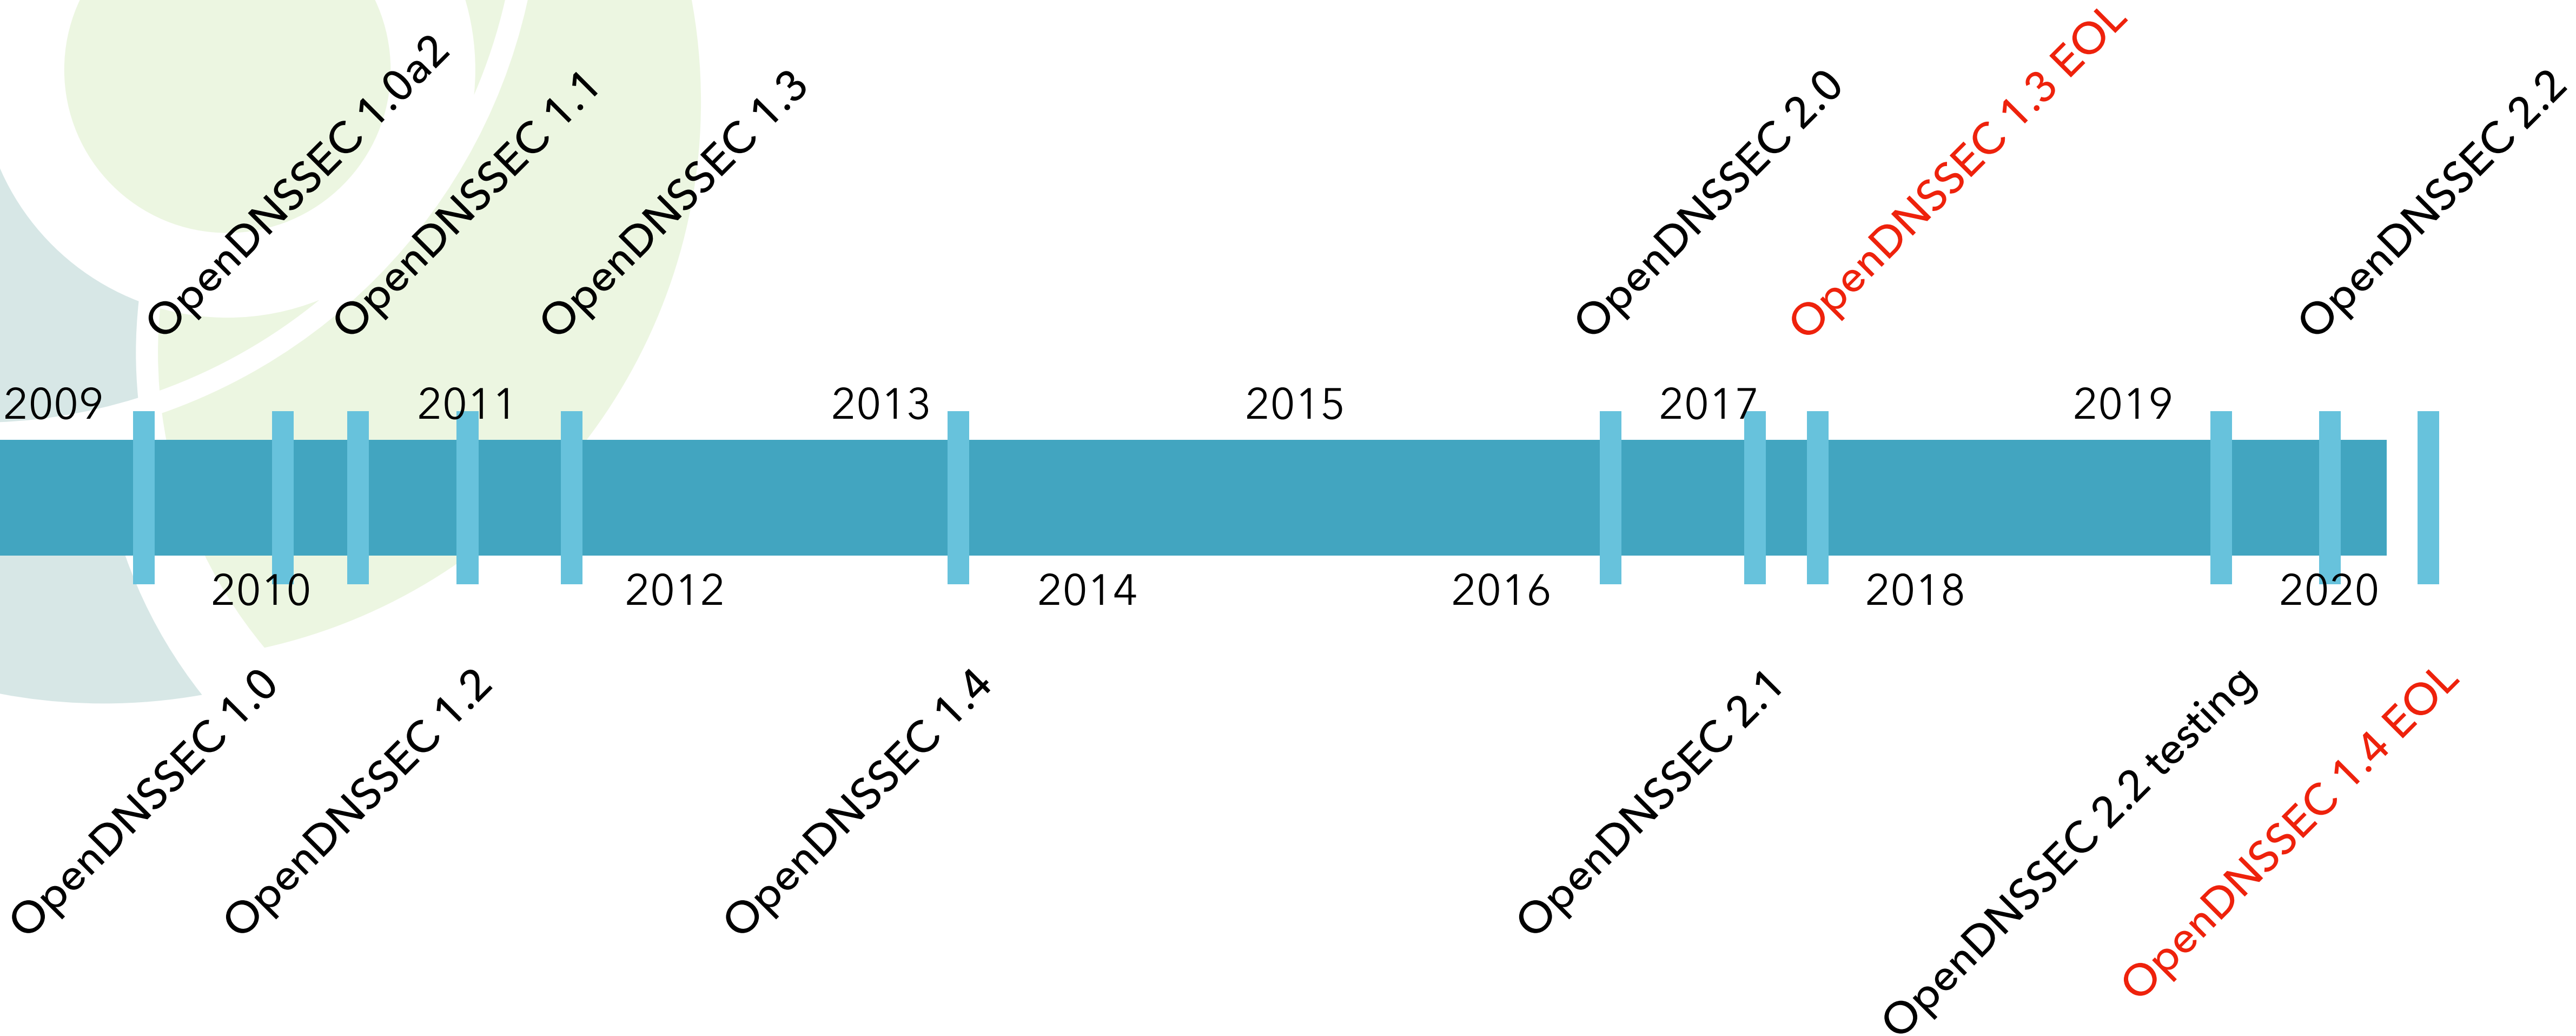 OpenDNSSEC 1.0a2
OpenDNSSEC 1.1
OpenDNSSEC 1.3
OpenDNSSEC 2.0
OpenDNSSEC 1.3 EOL
OpenDNSSEC 2.2
2009
2011
2013
2015
2017
2019
2010
2012
2014
2016
2018
2020
OpenDNSSEC 1.0
OpenDNSSEC 1.2
OpenDNSSEC 1.4
OpenDNSSEC 2.1
OpenDNSSEC 2.2 testing
OpenDNSSEC 1.4 EOL